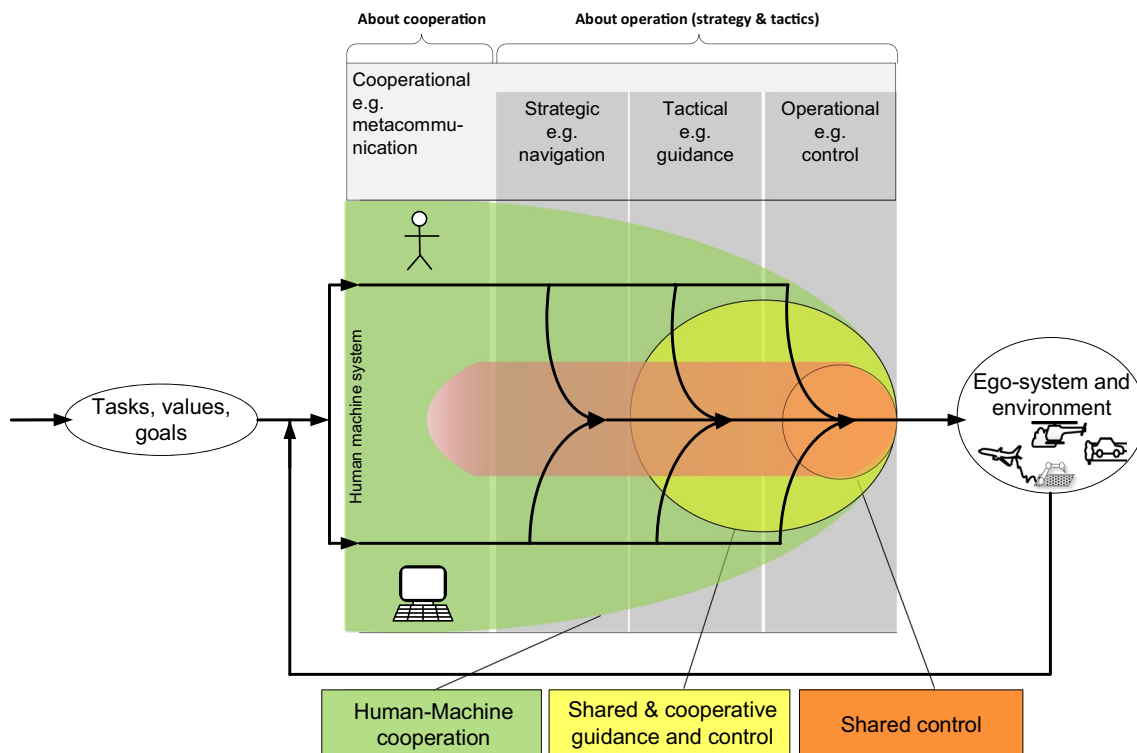 About cooperation
About operation (strategy & tactics)
Cooperational
e.g.
metacommu-
nication
Strategic
e.g.
navigation
Tactical
e.g.
guidance
Operational
e.g.
control
Human machine system
Tasks, values,
goals
Ego-system and
environment
Human-Machine
cooperation
Shared & cooperative
guidance and control
Shared control